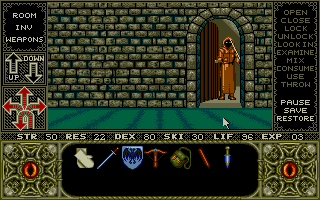 ROOM
INV
WEAPONS
UP
DOWN
OPEN
CLOSE
LOCK
UNLOCK
LOOK IN
EXAMINE
MIX
CONSUME
USE
THROW
PAUSE
SAVE
RESTORE
STR 50 RES 22 DEX 80 SKI 30 LIF 36 EXP 03